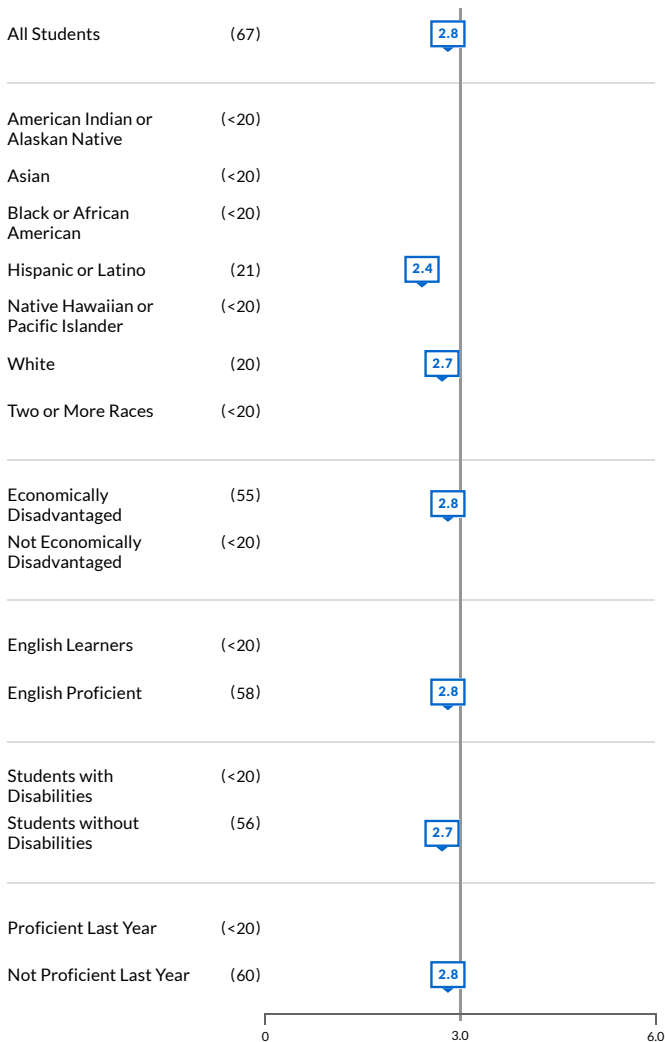 All Students (67) 2.8
American Indian or (<20)
Alaskan Native
Asian (<20)
Black or African (<20)
American
Hispanic or Latino (21) 2.4
Native Hawaiian or (<20)
Pacific Islander
White (20) 2.7
Two or More Races (<20)
Economically (55) 2.8
Disadvantaged
Not Economically (<20)
Disadvantaged
English Learners (<20)
English Proficient (58) 2.8
Students with (<20)
Disabilities
Students without (56) 2.7
Disabilities
Proficient Last Year (<20)
Not Proficient Last Year (60) 2.8
0 3.0 6.0